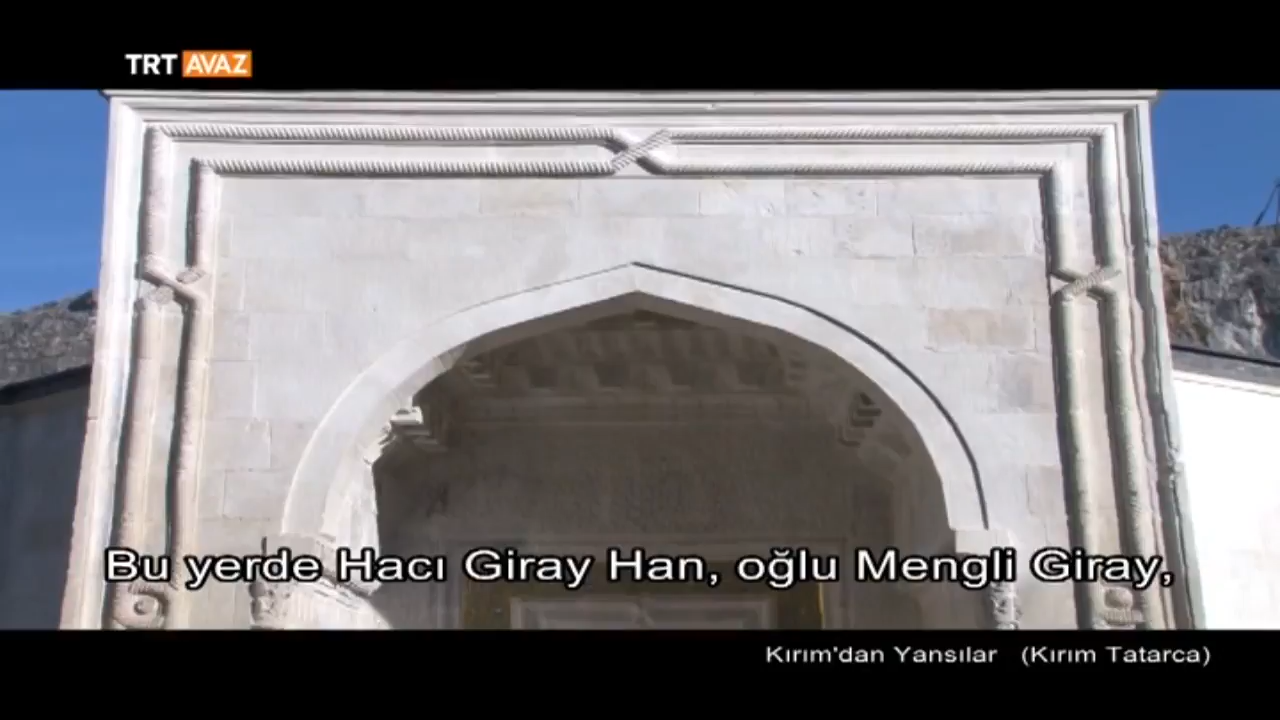 TRT AVAZ
Bu yerde Hacı Giray Han, oğlu Mengli Giray,
Kırım'dan Yansılar (Kırım Tatarca)